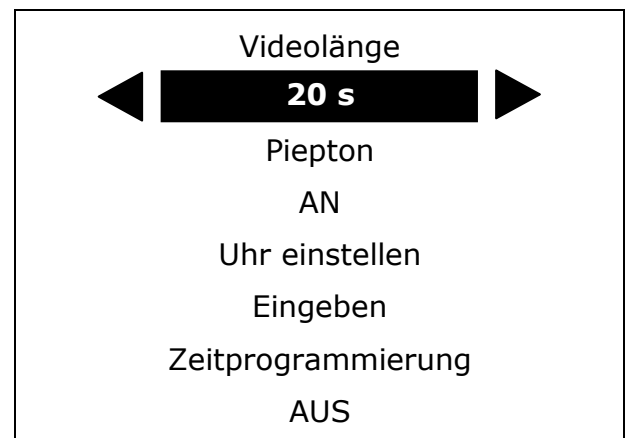 Videolänge
20 s
Piepton
AN
Uhr einstellen
Eingeben
Zeitprogrammierung
AUS